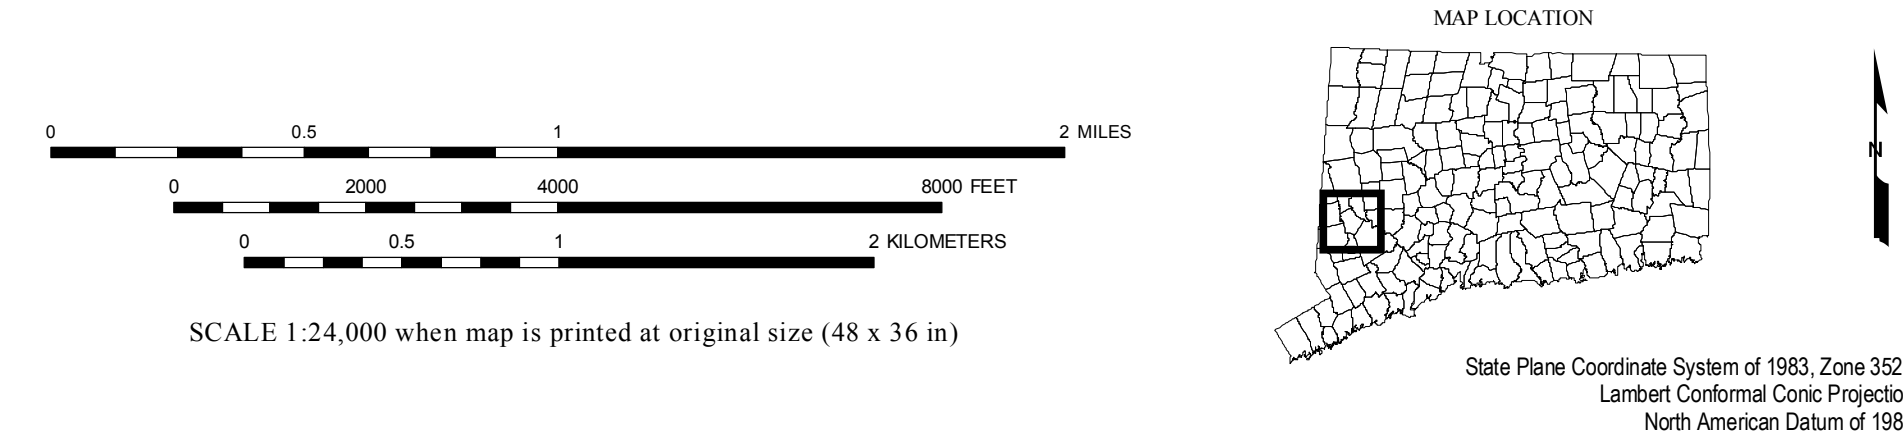 0 0.5 1 2 MILES
0 2000 4000 8000 FEET
0 0.5 1 2 KILOMETERS
SCALE 1:24,000 when map is printed at original size (48 x 36 in)
MAP LOCATION
N
State Plane Coordinate System of 1983, Zone 352
Lambert Conformal Conic Projectio
North American Datum of 198